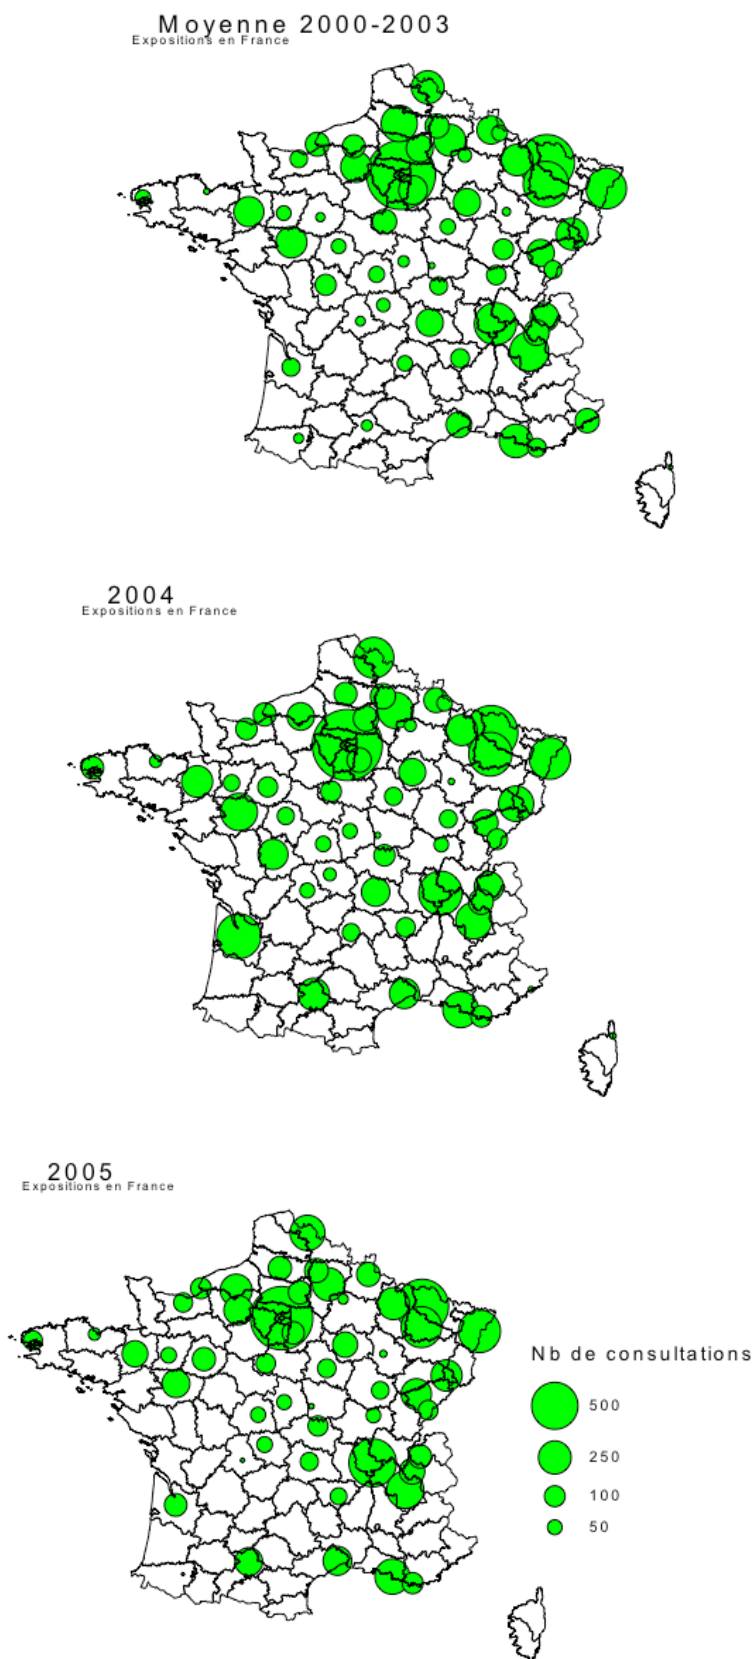 Moyenne 2000-2003
Expositions en France
2004
Expositions en France
2005
Expositions en France
Nb de consultations
500
250
100
50